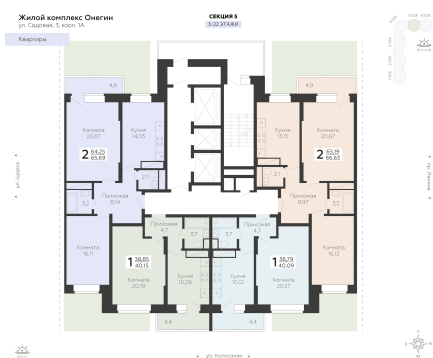 Жилой комплекс Онегин
ул. Садовая, 3, корп. 1А
Квартиры
СЕКЦИЯ 5
5-22 ЭТАЖИ
4,8
4,9
Комната
20,67
Кухня
14,03
Кухня
13,13
Комната
20,67
2 64,25
65,69
2 65,19
66,63
2,1
2,1
3,2
3,2
Прихожая
8,14
Прихожая
9,97
Комната
16,11
Комната
16,12
Прихожая
4,7
3,7
3,7
Прихожая
4,7
1 38,85
40,15
1 38,79
40,09
Комната
20,19
Кухня
10,26
Кухня
10,12
Комната
20,27
4,4
4,4
ул. Колхозная
пр. Ленина